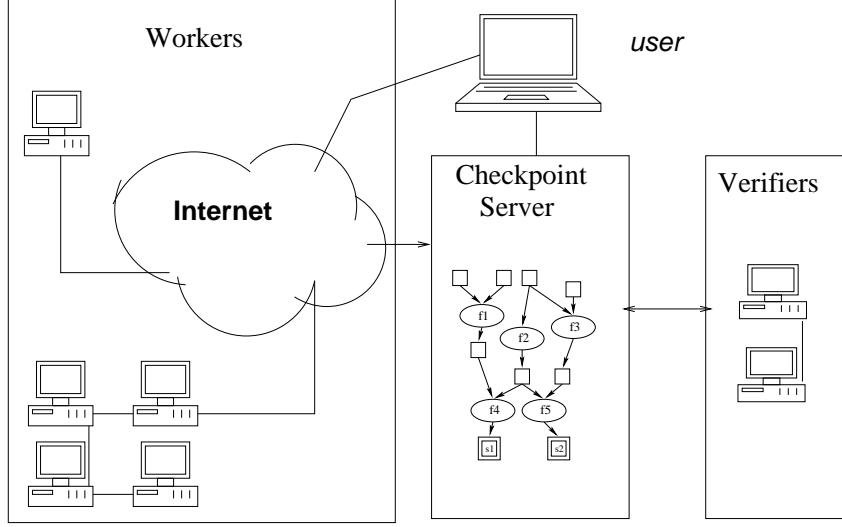 Workers
user
Checkpoint
Server
Verifiers
Internet
f1
f2
f3
f4
f5
s1
s2